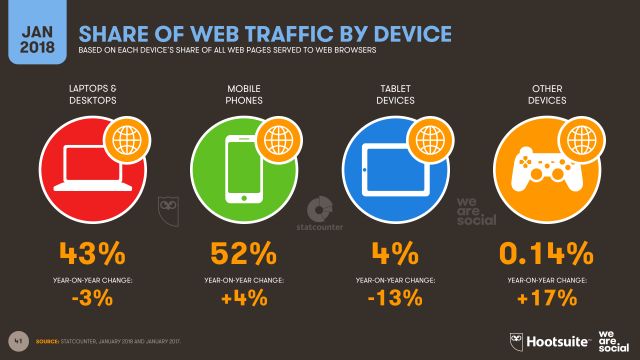 JAN
2018
SHARE OF WEB TRAFFIC BY DEVICE
BASED ON EACH DEVICE'S SHARE OF ALL WEB PAGES SERVED TO WEB BROWSERS
LAPTOPS &
DESKTOPS
MOBILE
PHONES
TABLET
DEVICES
OTHER
DEVICES
statcounter
we
are
social
43%
52%
4%
0.14%
YEAR-ON-YEAR CHANGE:
YEAR-ON-YEAR CHANGE:
YEAR-ON-YEAR CHANGE:
YEAR-ON-YEAR CHANGE:
-3%
+4%
-13%
+17%
41
SOURCE: STATCOUNTER, JANUARY 2018 AND JANUARY 2017.
Hootsuite™
we
are
social